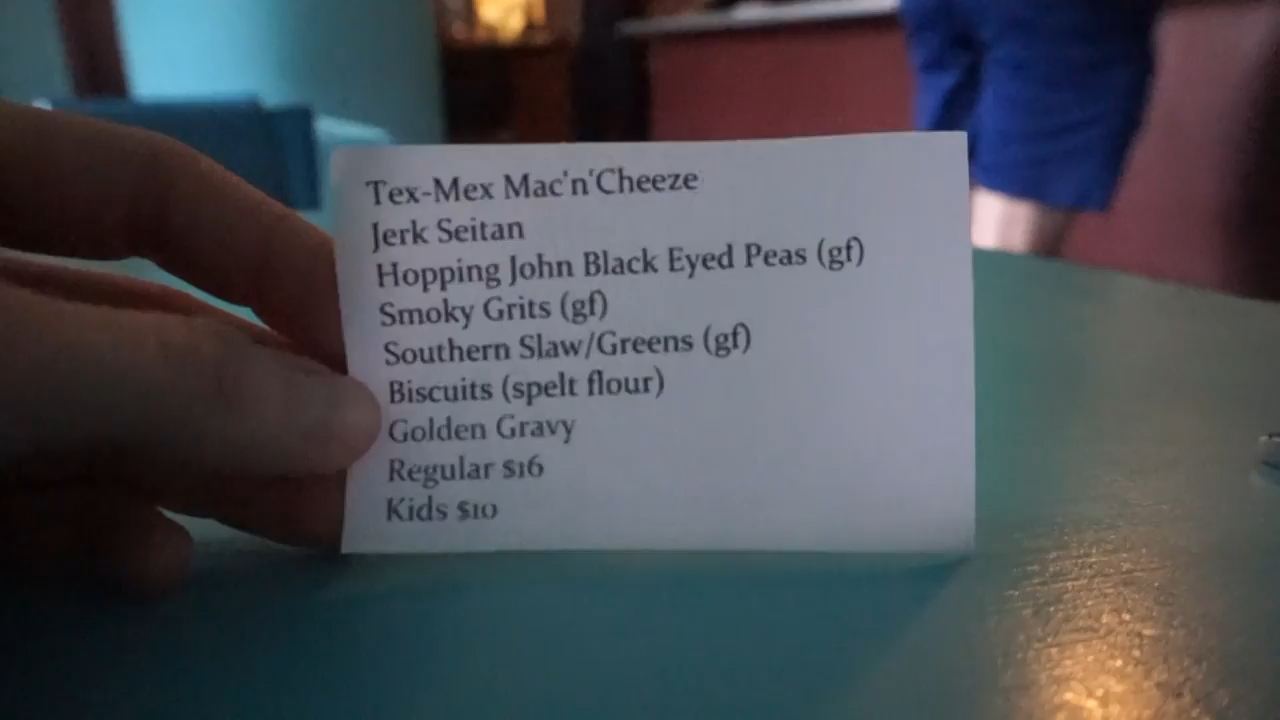 Tex-Mex Mac'n'Cheeze
Jerk Seitan
Hopping John Black Eyed Peas (gf)
Smoky Grits (gf)
Southern Slaw/Greens (gf)
Biscuits (spelt flour)
Golden Gravy
Regular $16
Kids $10